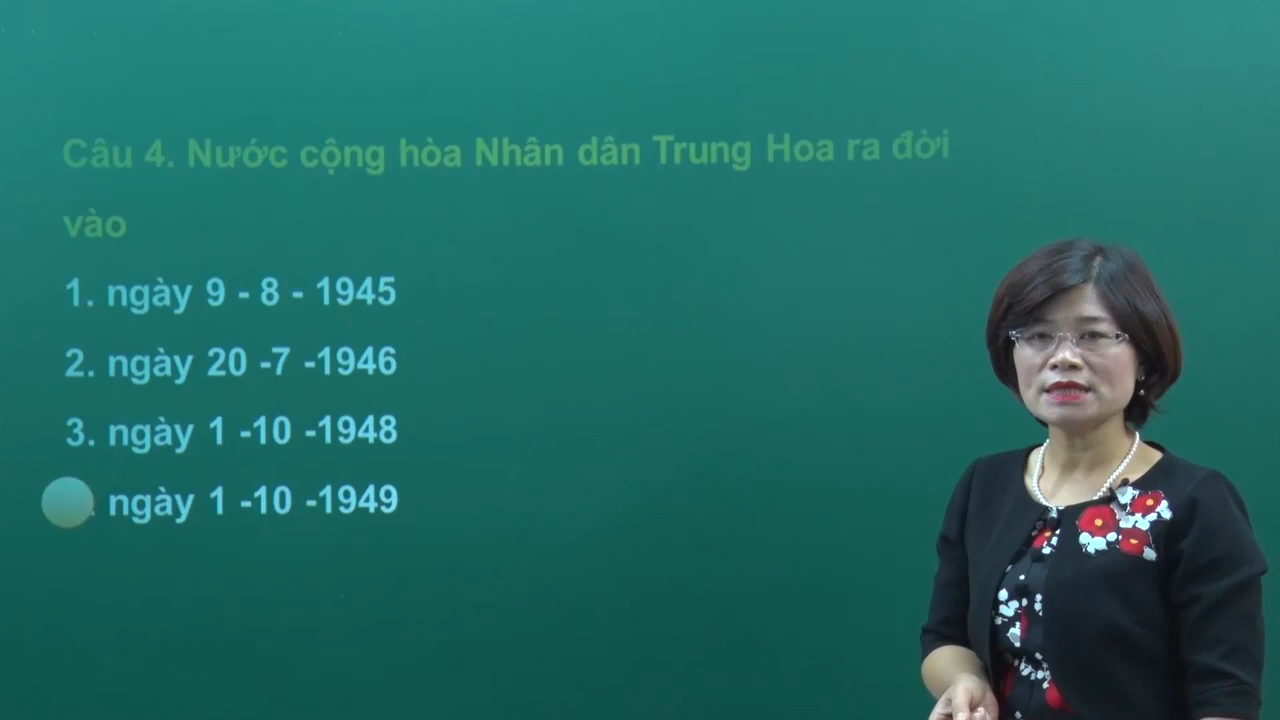 Câu 4. Nước cộng hòa Nhân dân Trung Hoa ra đời
vào
1. ngày 9 - 8 - 1945
2. ngày 20 -7 -1946
3. ngày 1 -10 -1948
. ngày 1 -10 -1949